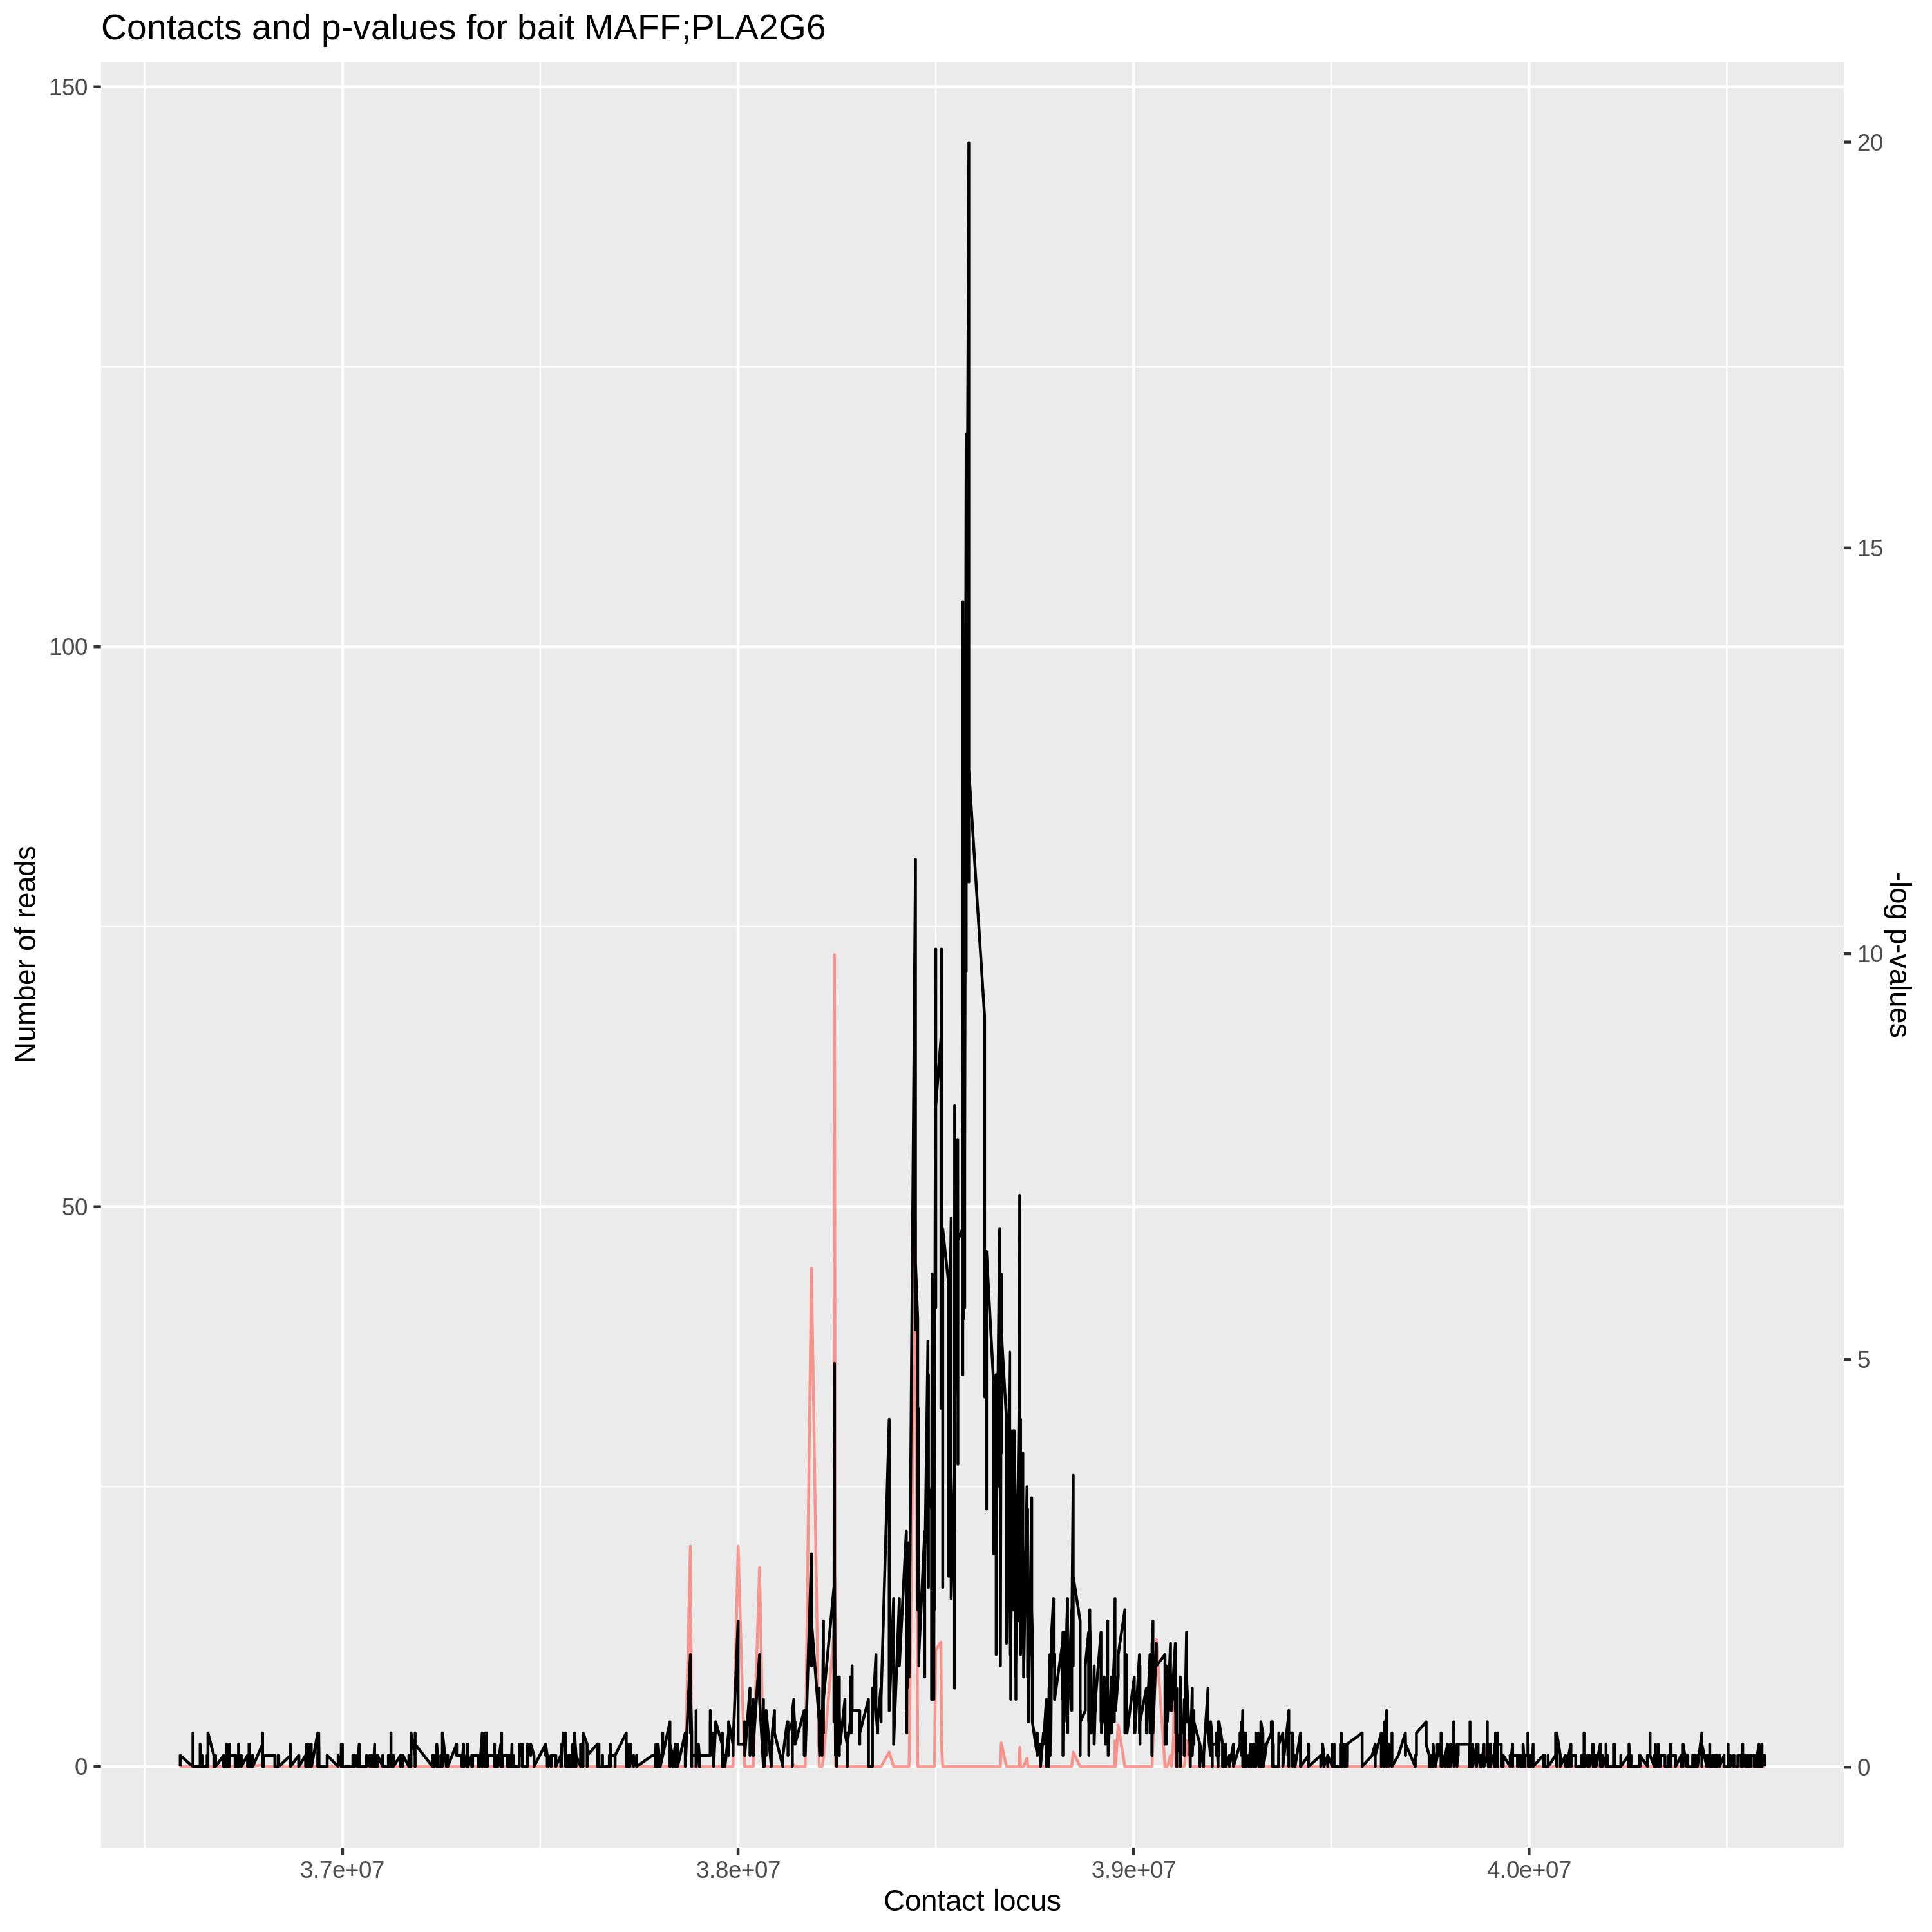 Contacts and p-values for bait MAFF;PLA2G6
150
100
50
0
Number of reads
20
15
10
5
0
-log p-values
3.7e+07 3.8e+07 3.9e+07 4.0e+07
Contact locus